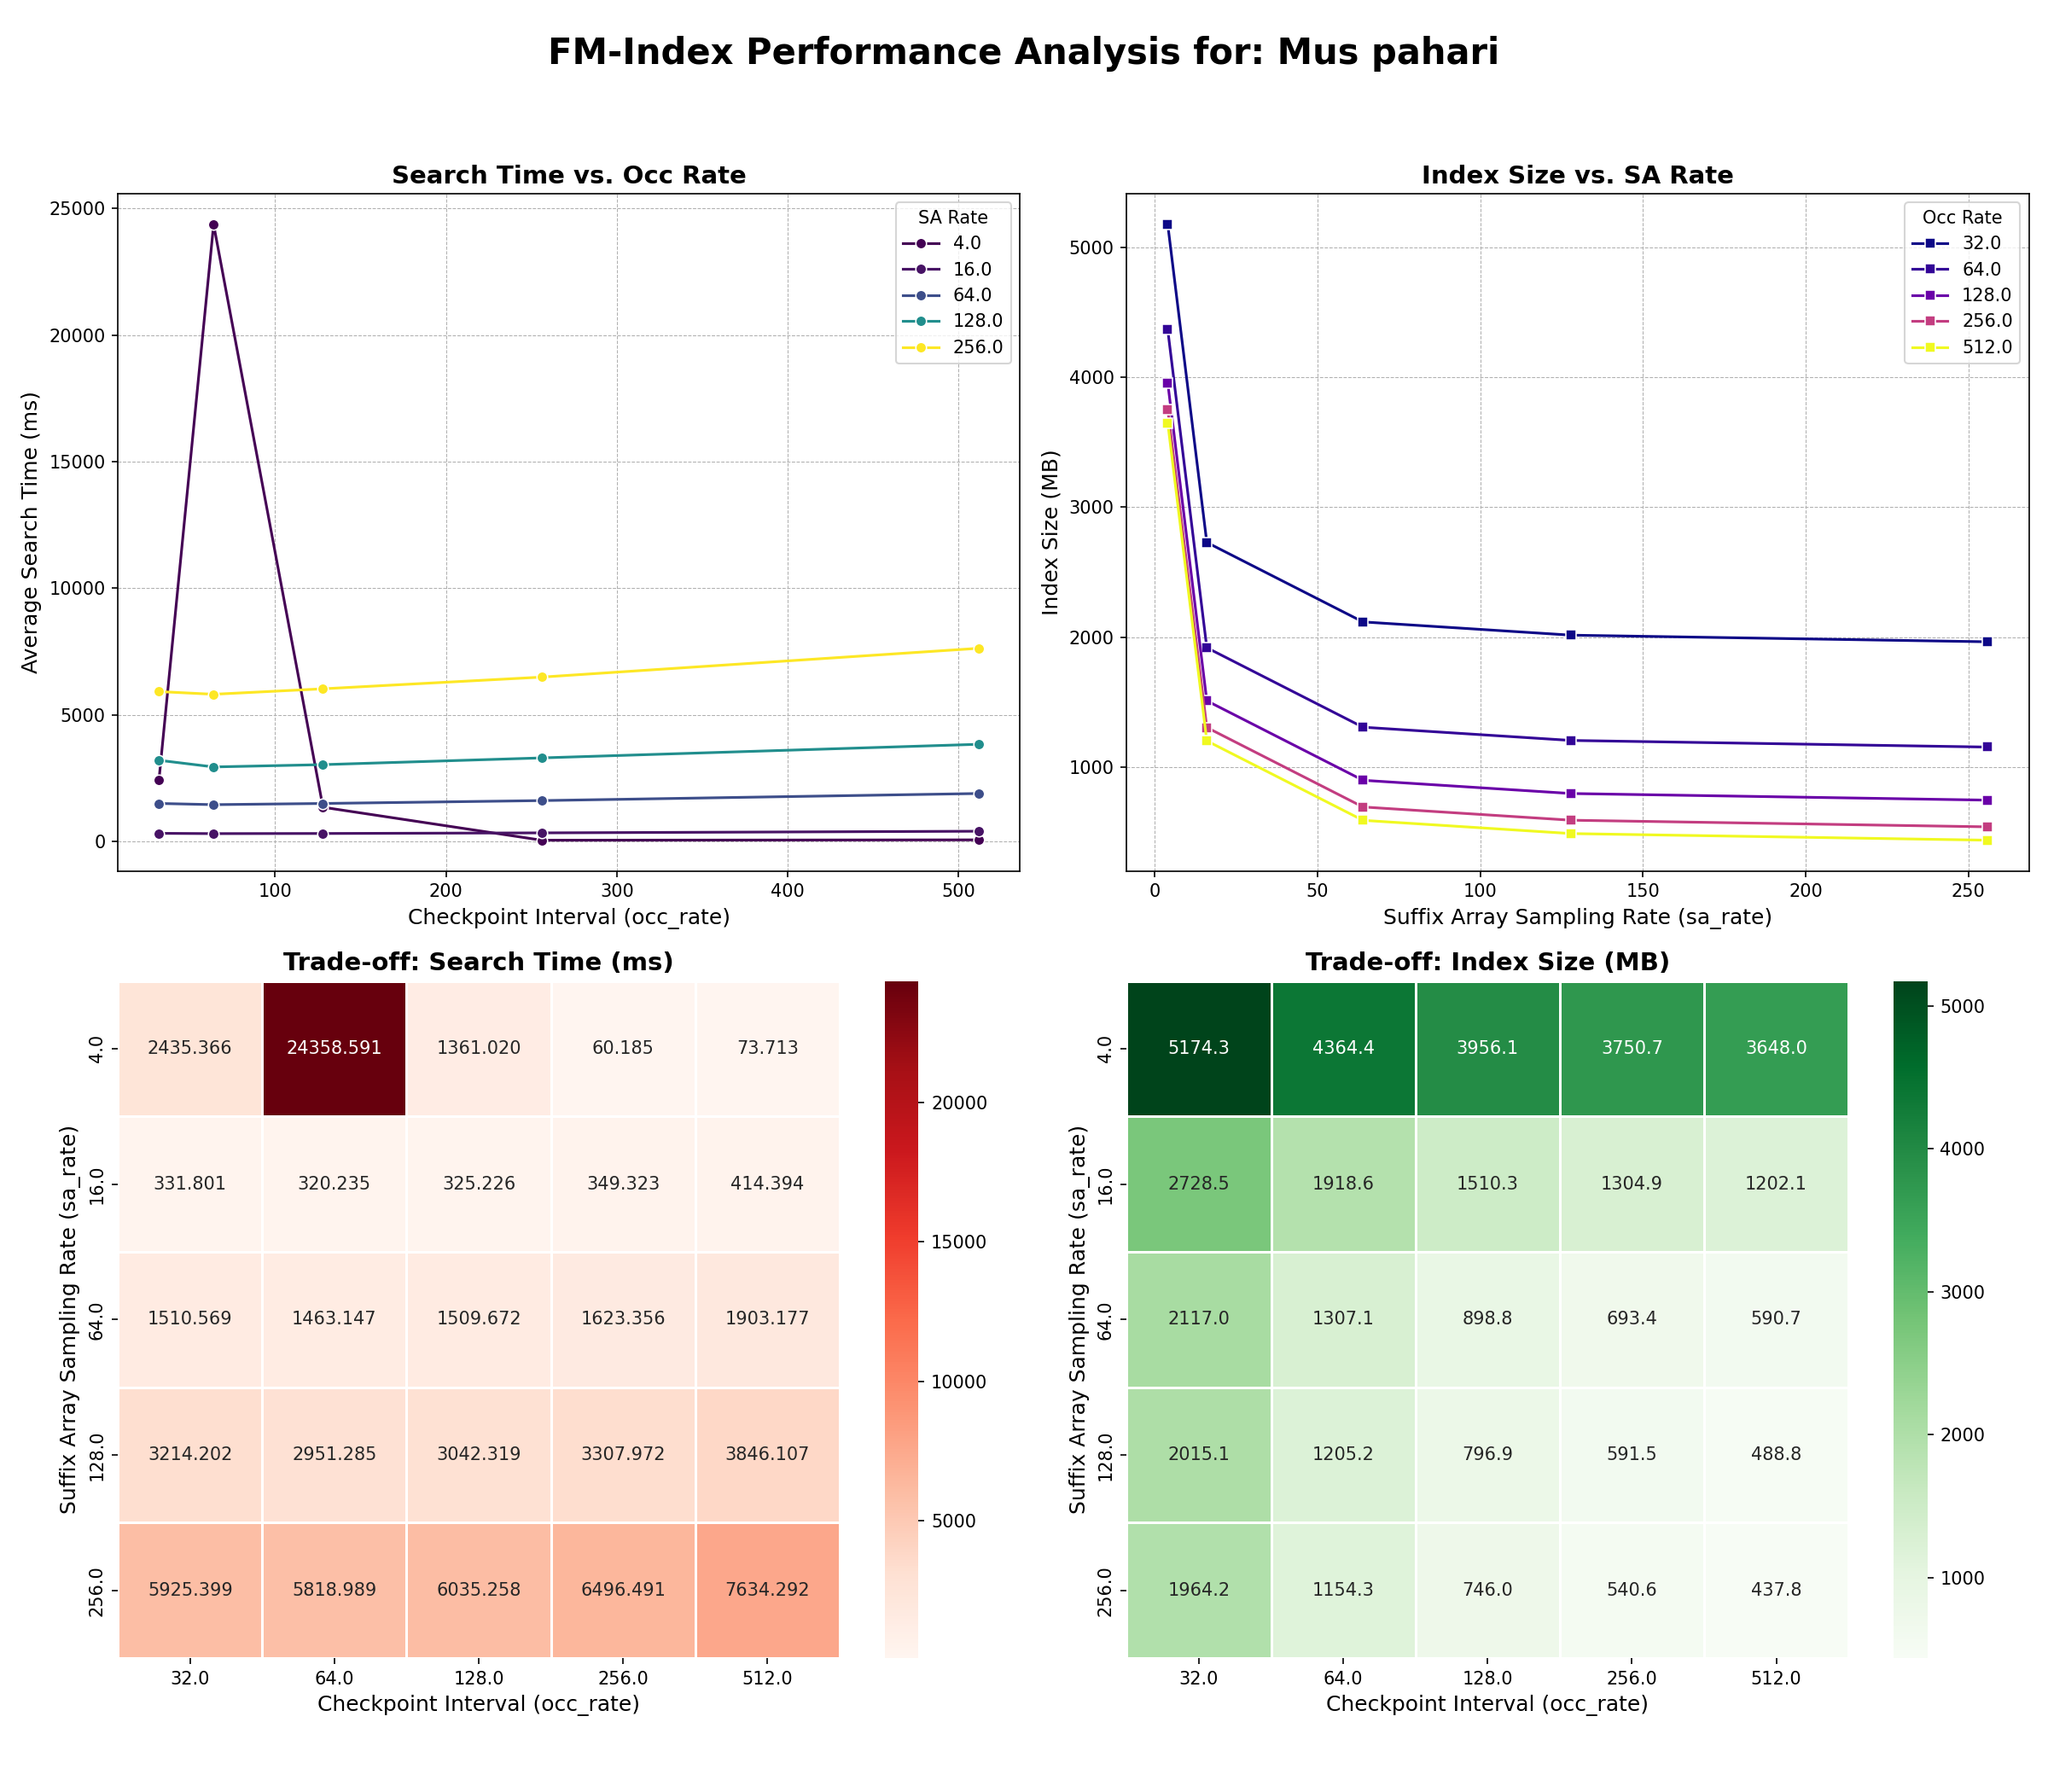 FM-Index Performance Analysis for: Mus pahari
Search Time vs. Occ Rate
Average Search Time (ms)
25000
20000
15000
10000
5000
0
100
200
300
400
500
Checkpoint Interval (occ_rate)
SA Rate
4.0
16.0
64.0
128.0
256.0
Index Size vs. SA Rate
Index Size (MB)
5000
4000
3000
2000
1000
0
50
100
150
200
250
Suffix Array Sampling Rate (sa_rate)
Occ Rate
32.0
64.0
128.0
256.0
512.0
Trade-off: Search Time (ms)
Suffix Array Sampling Rate (sa_rate)
4.0 2435.366 24358.591 1361.020 60.185 73.713
16.0 331.801 320.235 325.226 349.323 414.394
64.0 1510.569 1463.147 1509.672 1623.356 1903.177
128.0 3214.202 2951.285 3042.319 3307.972 3846.107
256.0 5925.399 5818.989 6035.258 6496.491 7634.292
32.0 64.0 128.0 256.0 512.0
Checkpoint Interval (occ_rate)
20000
15000
10000
5000
Trade-off: Index Size (MB)
Suffix Array Sampling Rate (sa_rate)
4.0 5174.3 4364.4 3956.1 3750.7 3648.0
16.0 2728.5 1918.6 1510.3 1304.9 1202.1
64.0 2117.0 1307.1 898.8 693.4 590.7
128.0 2015.1 1205.2 796.9 591.5 488.8
256.0 1964.2 1154.3 746.0 540.6 437.8
32.0 64.0 128.0 256.0 512.0
Checkpoint Interval (occ_rate)
5000
4000
3000
2000
1000